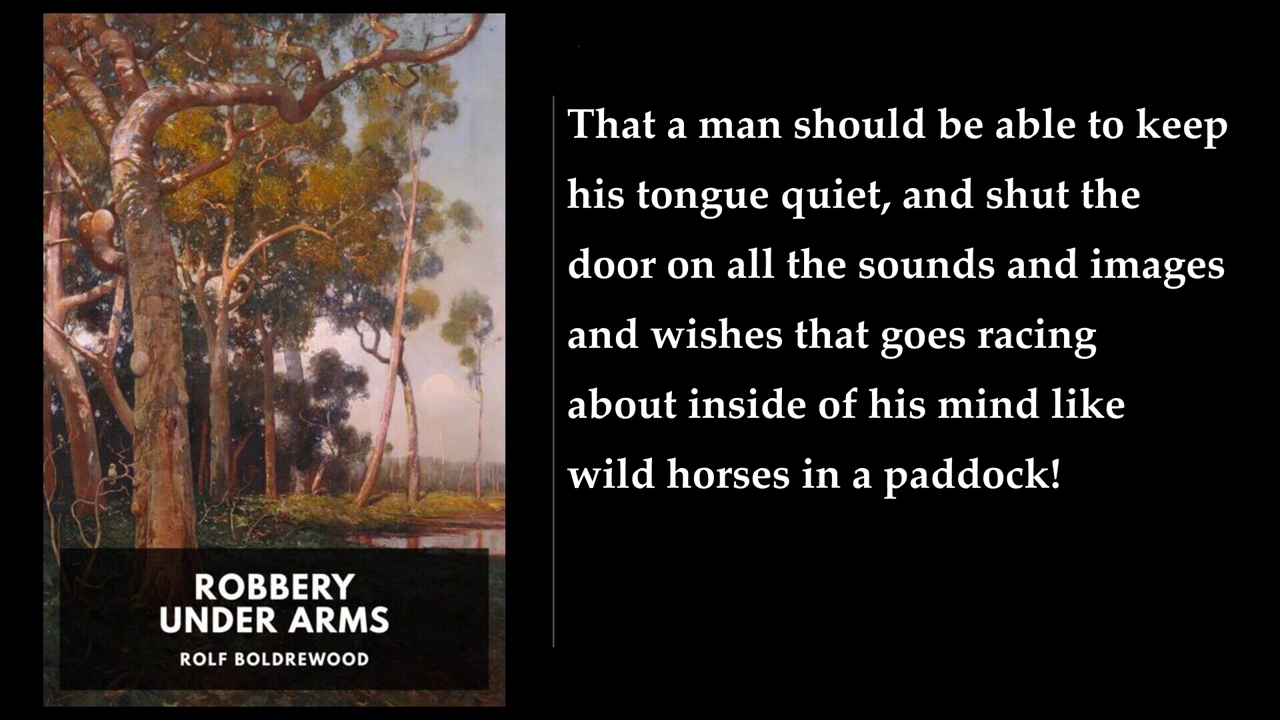 ROBBERY
UNDER ARMS
ROLF BOLDREWOOD
That a man should be able to keep
his tongue quiet, and shut the
door on all the sounds and images
and wishes that goes racing
about inside of his mind like
wild horses in a paddock!